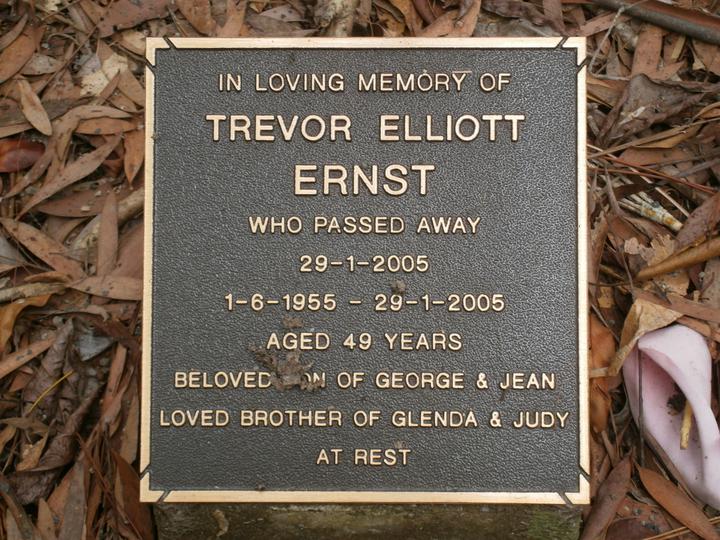 IN LOVING MEMORY OF
TREVOR ELLIOTT
ERNST
WHO PASSED AWAY
29-1-2005
1-6-1955 - 29-1-2005
AGED 49 YEARS
BELOVED SON OF GEORGE & JEAN
LOVED BROTHER OF GLENDA & JUDY
AT REST